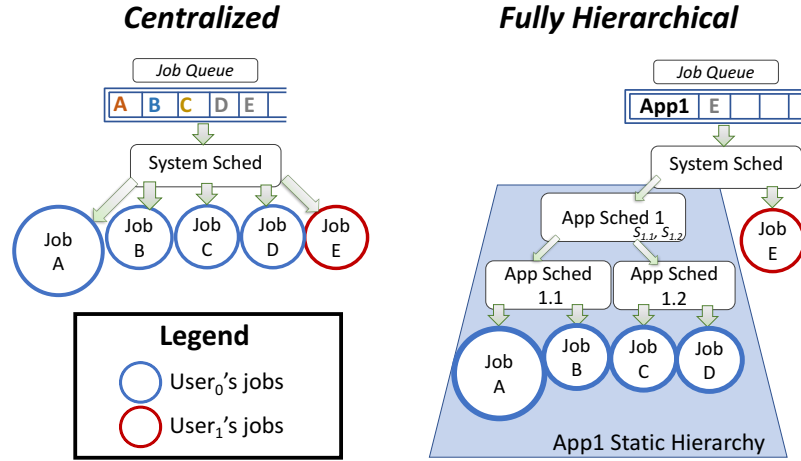 Centralized
Job Queue
A B C D E
System Sched
Job
A
Job
B
Job
C
Job
D
Job
E
Legend
User0's jobs
User1's jobs
Fully Hierarchical
Job Queue
App1 E
System Sched
App Sched 1
S1.1, S1.2
App Sched
1.1
App Sched
1.2
Job
A
Job
B
Job
C
Job
D
Job
E
App1 Static Hierarchy